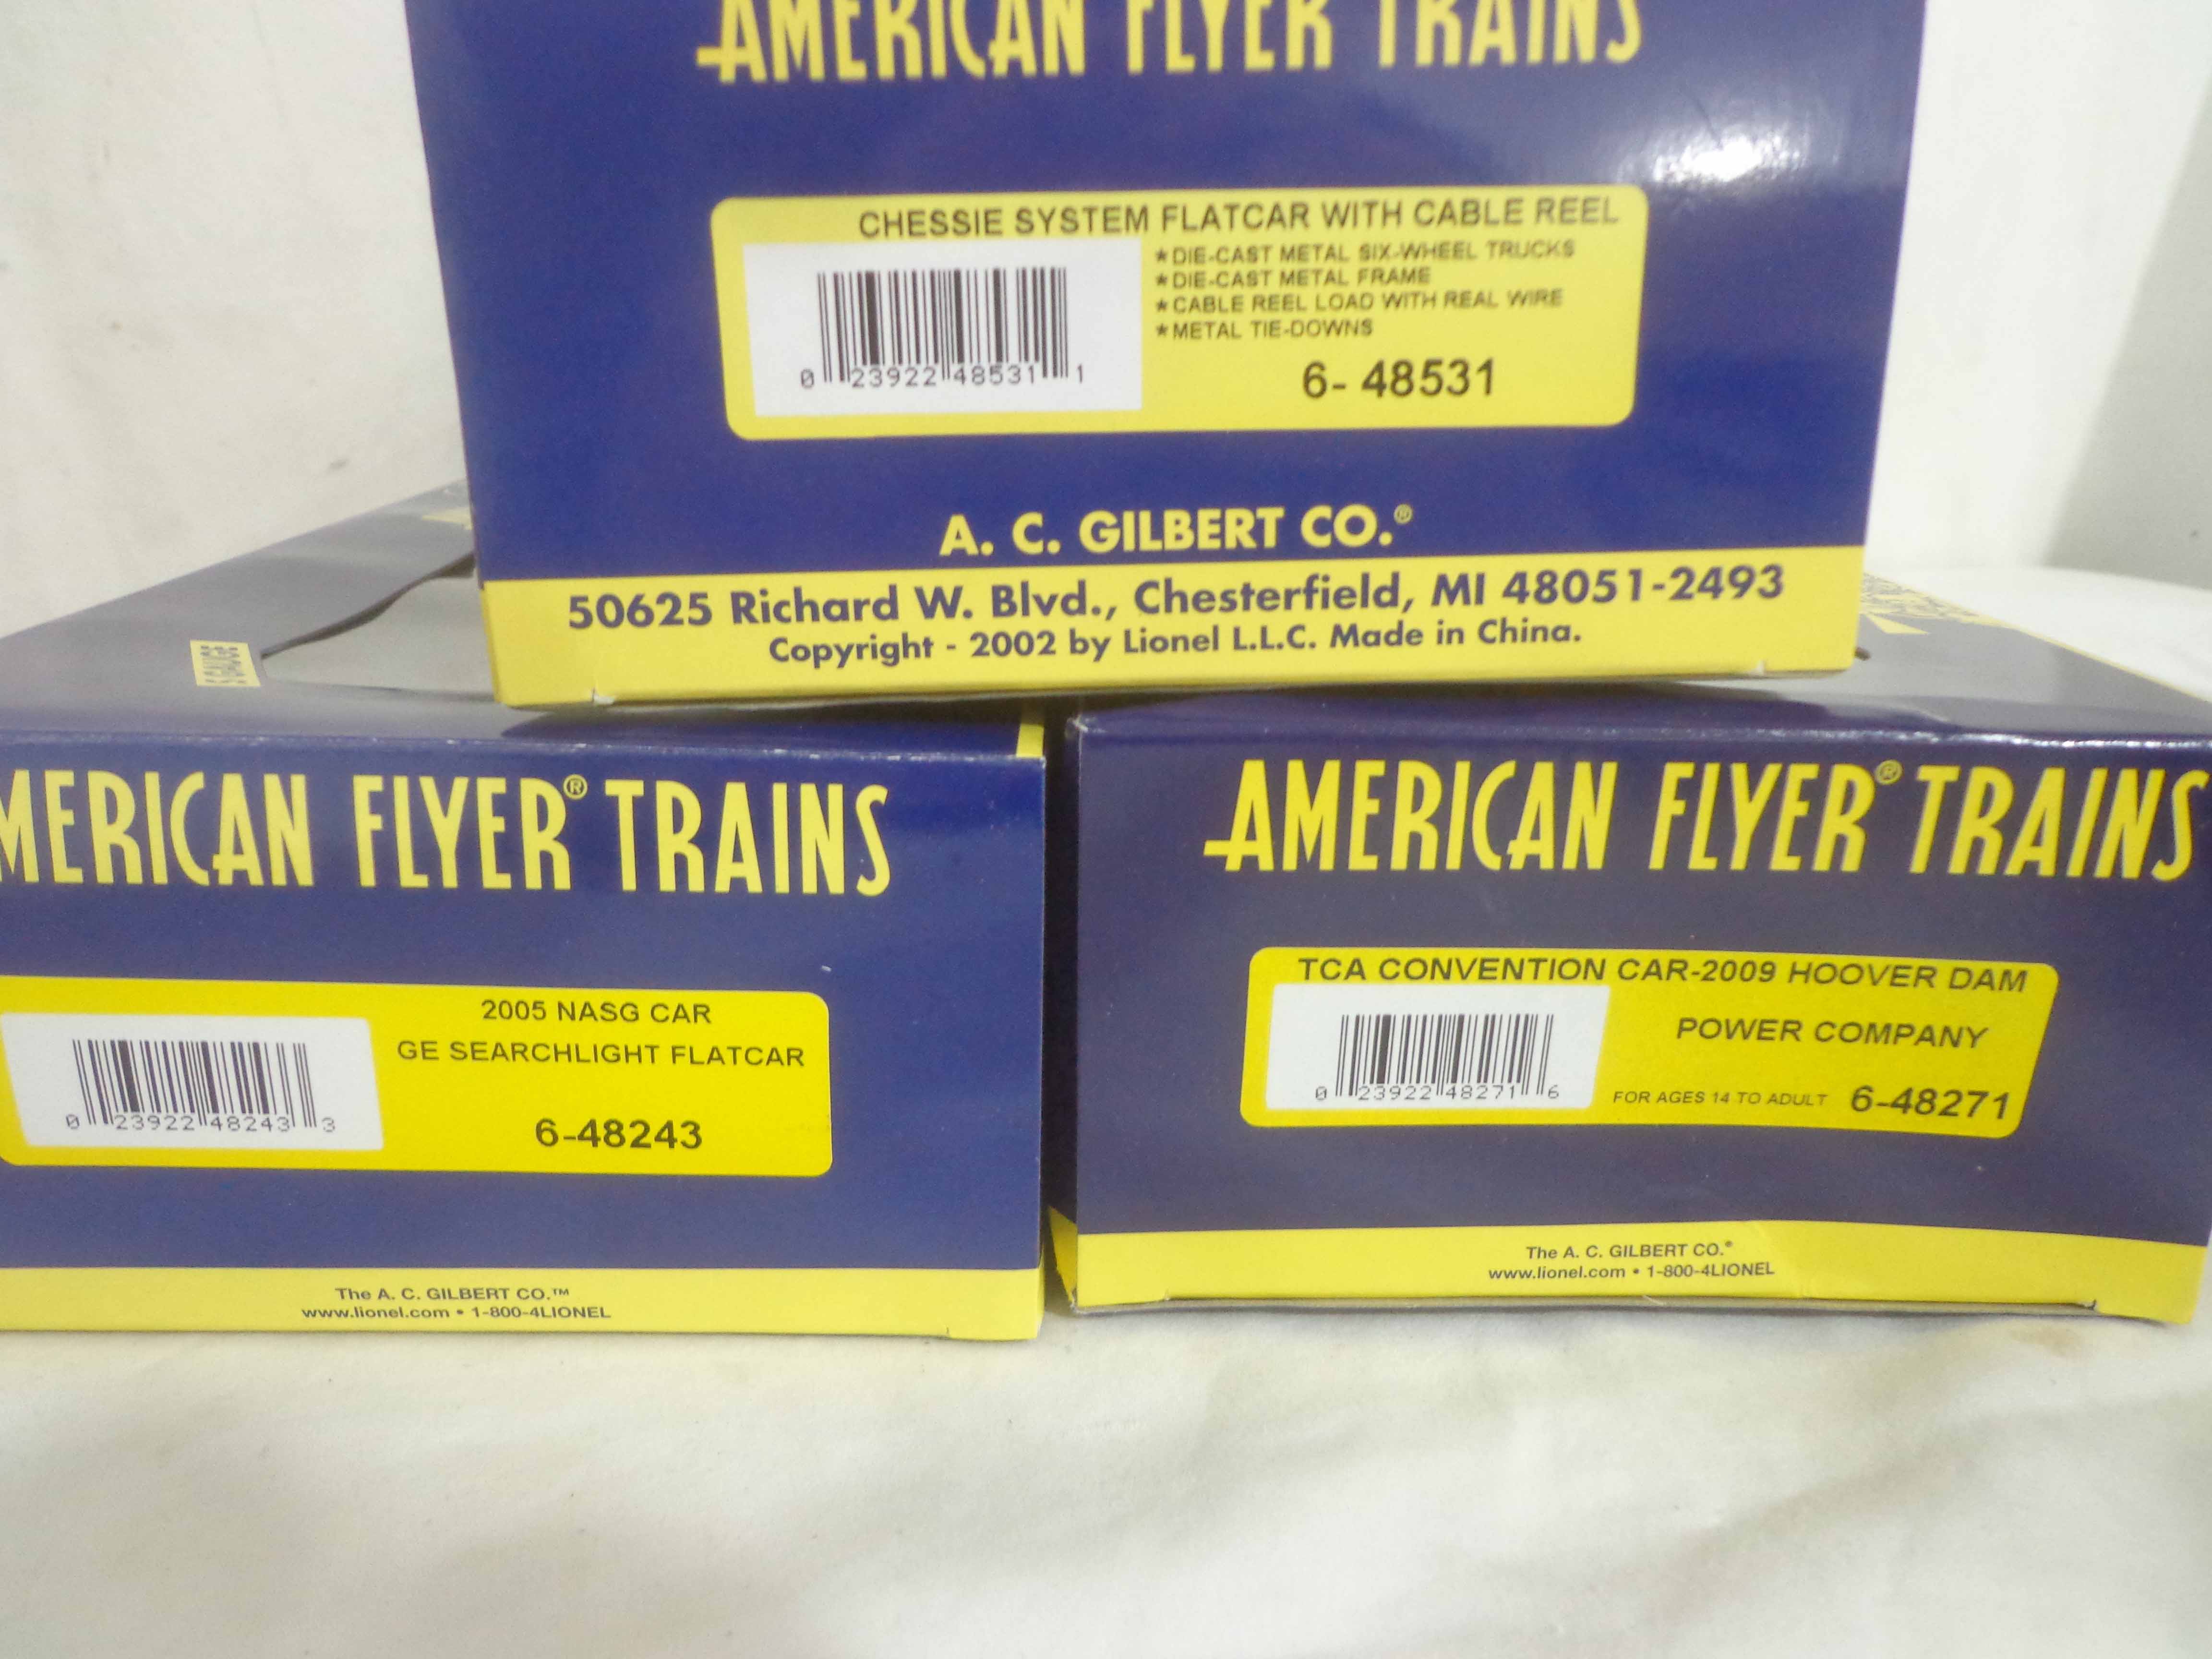 AMERICAN FLYER TRAINS
CHESSIE SYSTEM FLATCAR WITH CABLE REEL
*DIE-CAST METAL SIX-WHEEL TRUCKS
*DIE-CAST METAL FRAME
*CABLE REEL LOAD WITH REAL WIRE
*METAL TIE-DOWNS
0 23922 48531 1
6- 48531
A. C. GILBERT CO.®
50625 Richard W. Blvd., Chesterfield, MI 48051-2493
Copyright - 2002 by Lionel L.L.C. Made in China.
S GAUGE
MERICAN FLYER® TRAINS
2005 NASG CAR
GE SEARCHLIGHT FLATCAR
0 23922 48243 3
6-48243
The A. C. GILBERT CO.™
www.lionel.com • 1-800-4LIONEL
AMERICAN FLYER® TRAINS
TCA CONVENTION CAR-2009 HOOVER DAM
POWER COMPANY
0 23922 48271 6
FOR AGES 14 TO ADULT 6-48271
The A. C. GILBERT CO.®
www.lionel.com • 1-800-4LIONEL